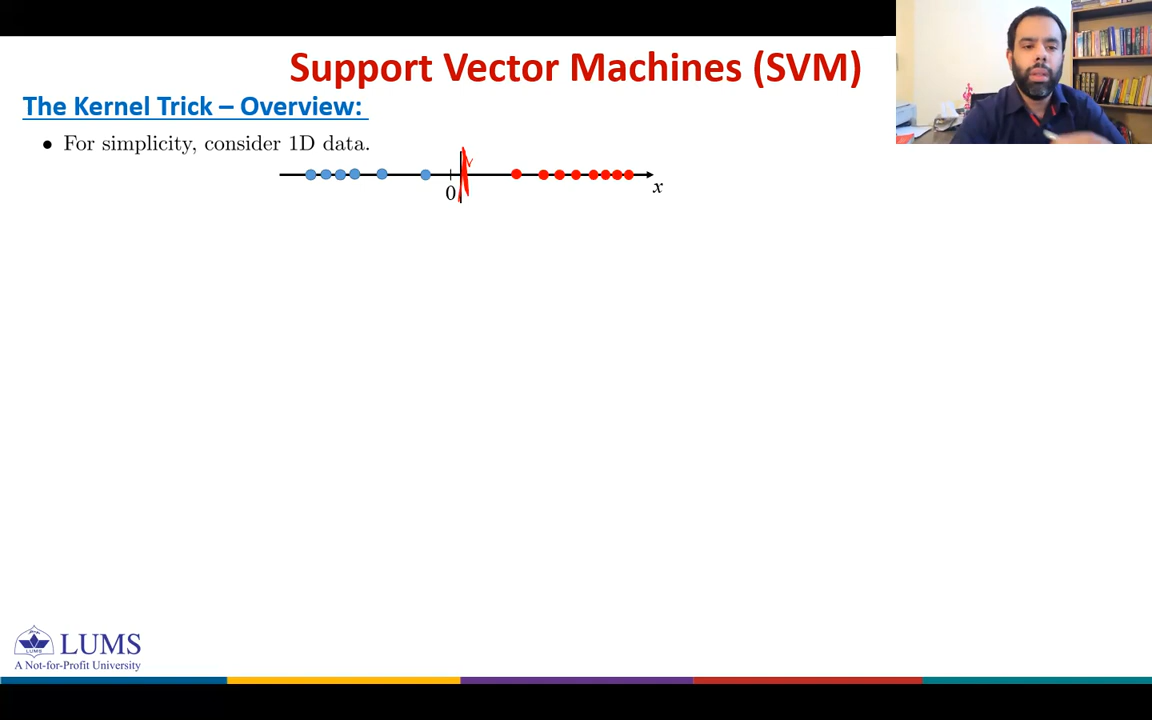 Support Vector Machines (SVM)
The Kernel Trick – Overview:
• For simplicity, consider 1D data.
0
x
LUMS
LUMS
A Not-for-Profit University